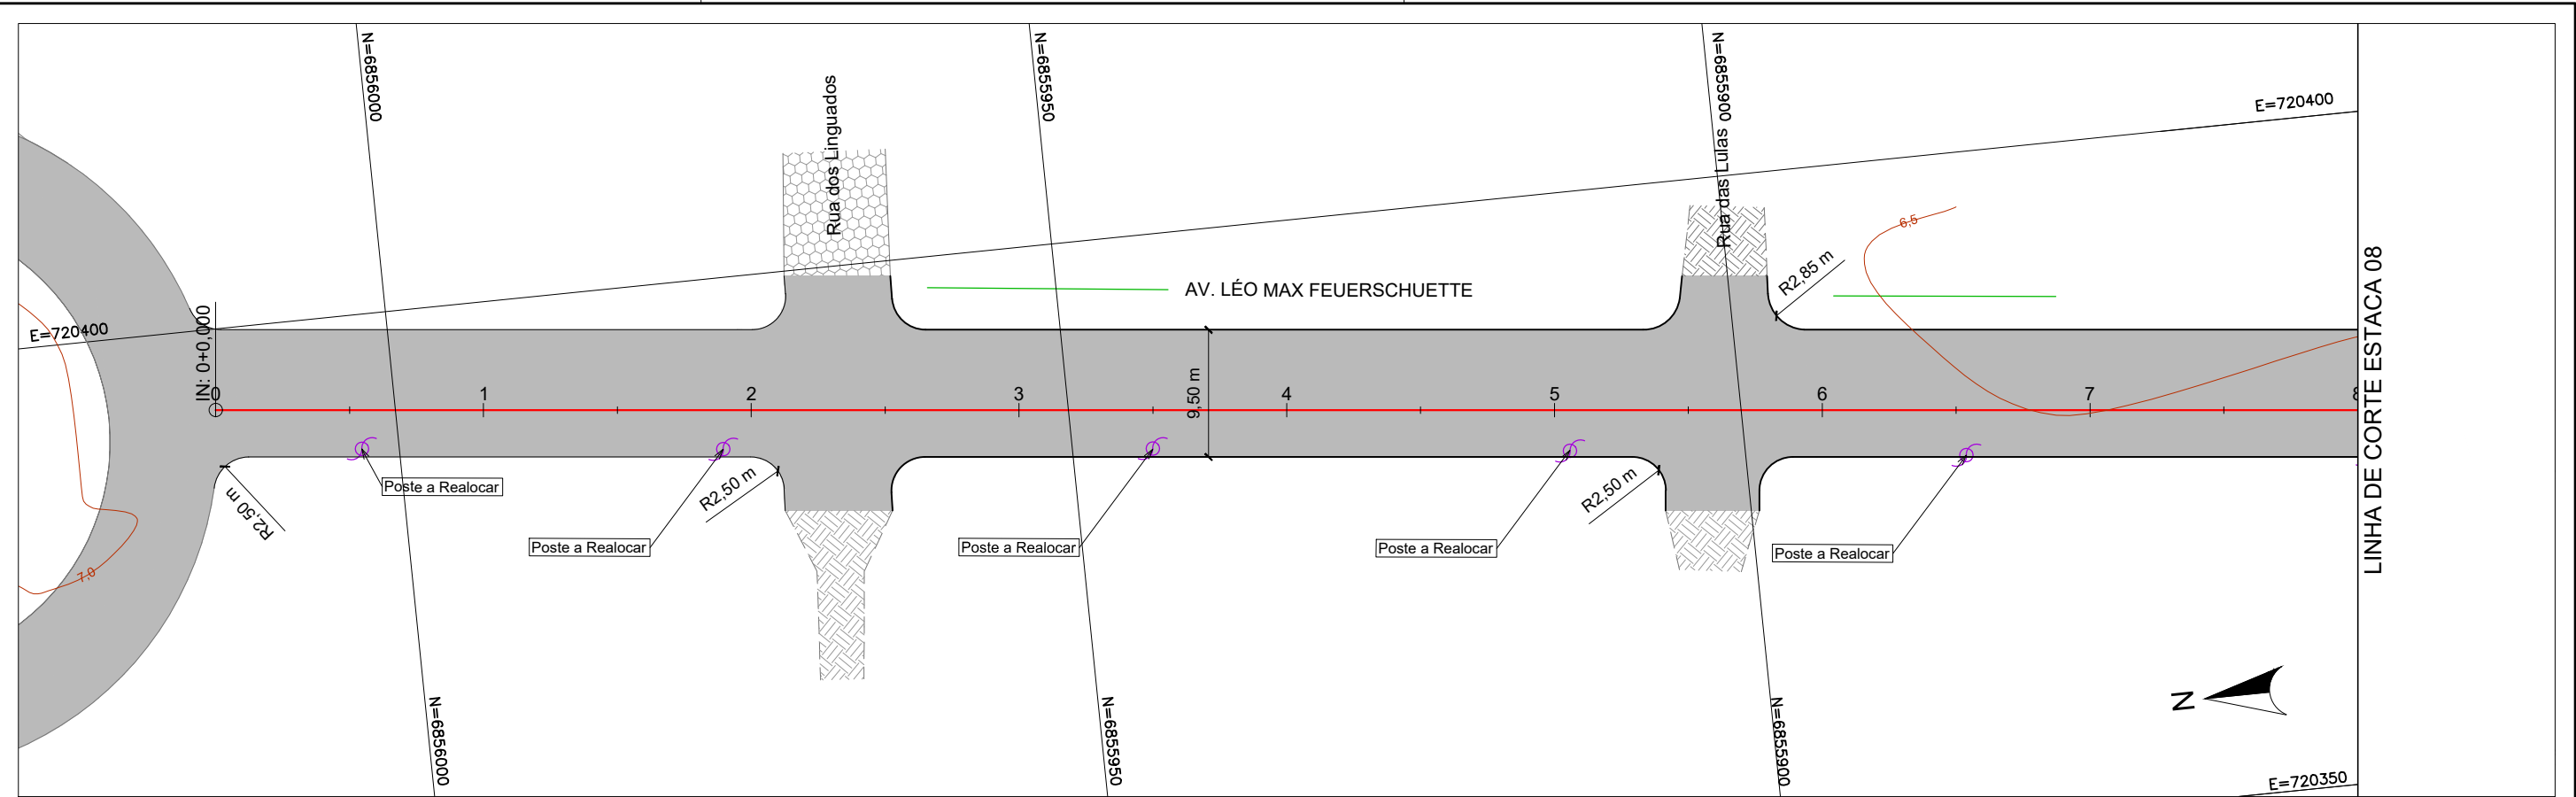 N=6856000
N=6855950
N=6855900
E=720400
Rua dos Linguados
Rua das Lulas
6,5
R2,85 m
AV. LÉO MAX FEUERSCHUETTE
E=720400
IN: 0+0,000
LINHA DE CORTE ESTACA 08
0
1
2
3
4
5
6
7
8
9,50 m
R2,50 m
Poste a Realocar
R2,50 m
R2,50 m
Poste a Realocar
Poste a Realocar
Poste a Realocar
Poste a Realocar
7,0
N
N=6856000
N=6855950
N=6855900
E=720350